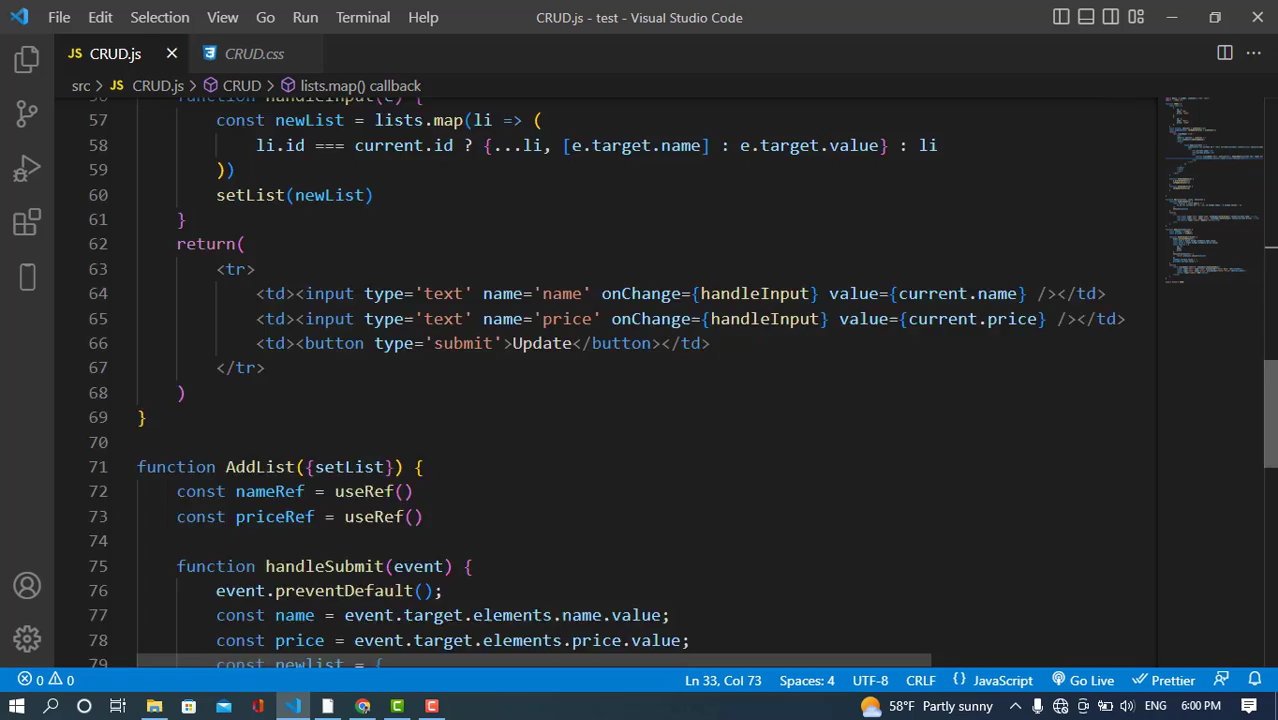 File Edit Selection View Go Run Terminal Help CRUD.js - test - Visual Studio Code
JS CRUD.js CRUD.css
src > JS CRUD.js > CRUD > lists.map() callback
56 function handleInput(e) {
57 const newList = lists.map(li => (
58 li.id === current.id ? {...li, [e.target.name] : e.target.value} : li
59 ))
60 setList(newList)
61 }
62 return(
63 <tr>
64 <td><input type='text' name='name' onChange={handleInput} value={current.name} /></td>
65 <td><input type='text' name='price' onChange={handleInput} value={current.price} /></td>
66 <td><button type='submit'>Update</button></td>
67 </tr>
68 )
69 }
70
71 function AddList({setList}) {
72 const nameRef = useRef()
73 const priceRef = useRef()
74
75 function handleSubmit(event) {
76 event.preventDefault();
77 const name = event.target.elements.name.value;
78 const price = event.target.elements.price.value;
79 const newlist = {
0 0 Ln 33, Col 73 Spaces: 4 UTF-8 CRLF {} JavaScript Go Live Prettier
58°F Partly sunny ENG 6:00 PM